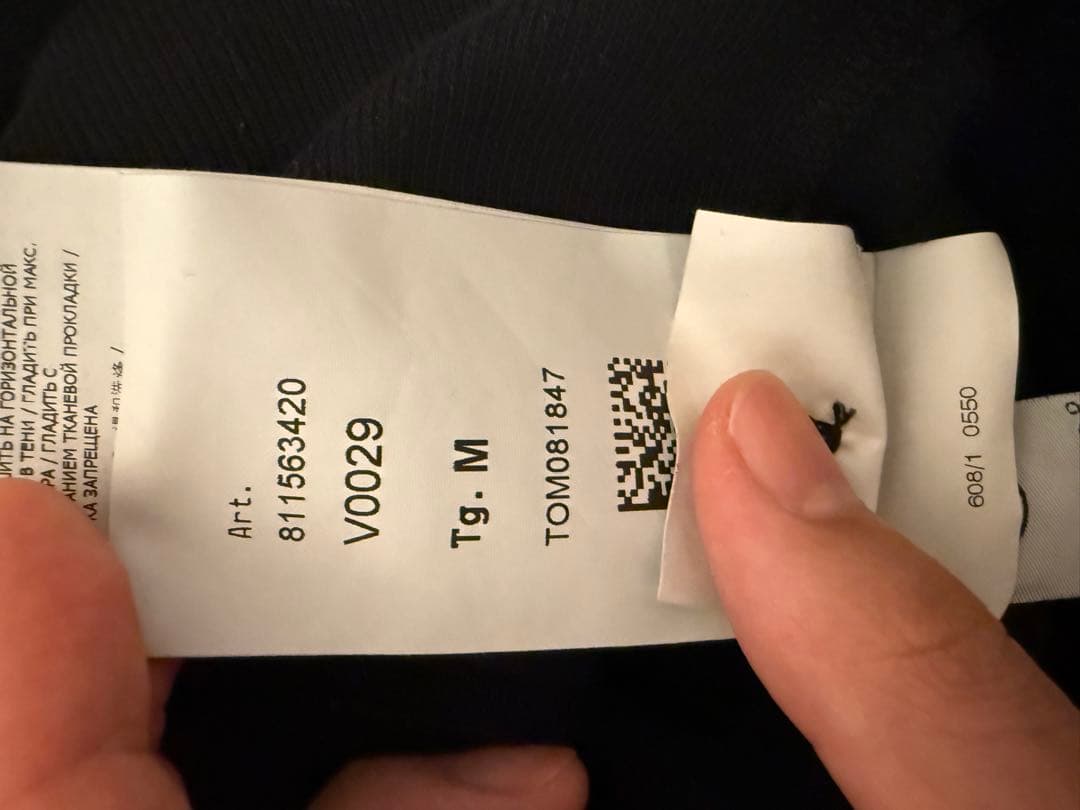 ИТЬ НА ГОРИЗОНТАЛЬНОЙ
В ТЕНИ / ГЛАДИТЬ ПРИ МАКС.
РА / ГЛАДИТЬ С
АНИЕМ ТКАНЕВОЙ ПРОКЛАДКИ /
КА ЗАПРЕЩЕНА
Art.
811563420
V0029
Tg. M
TOM081847
608/1 0550